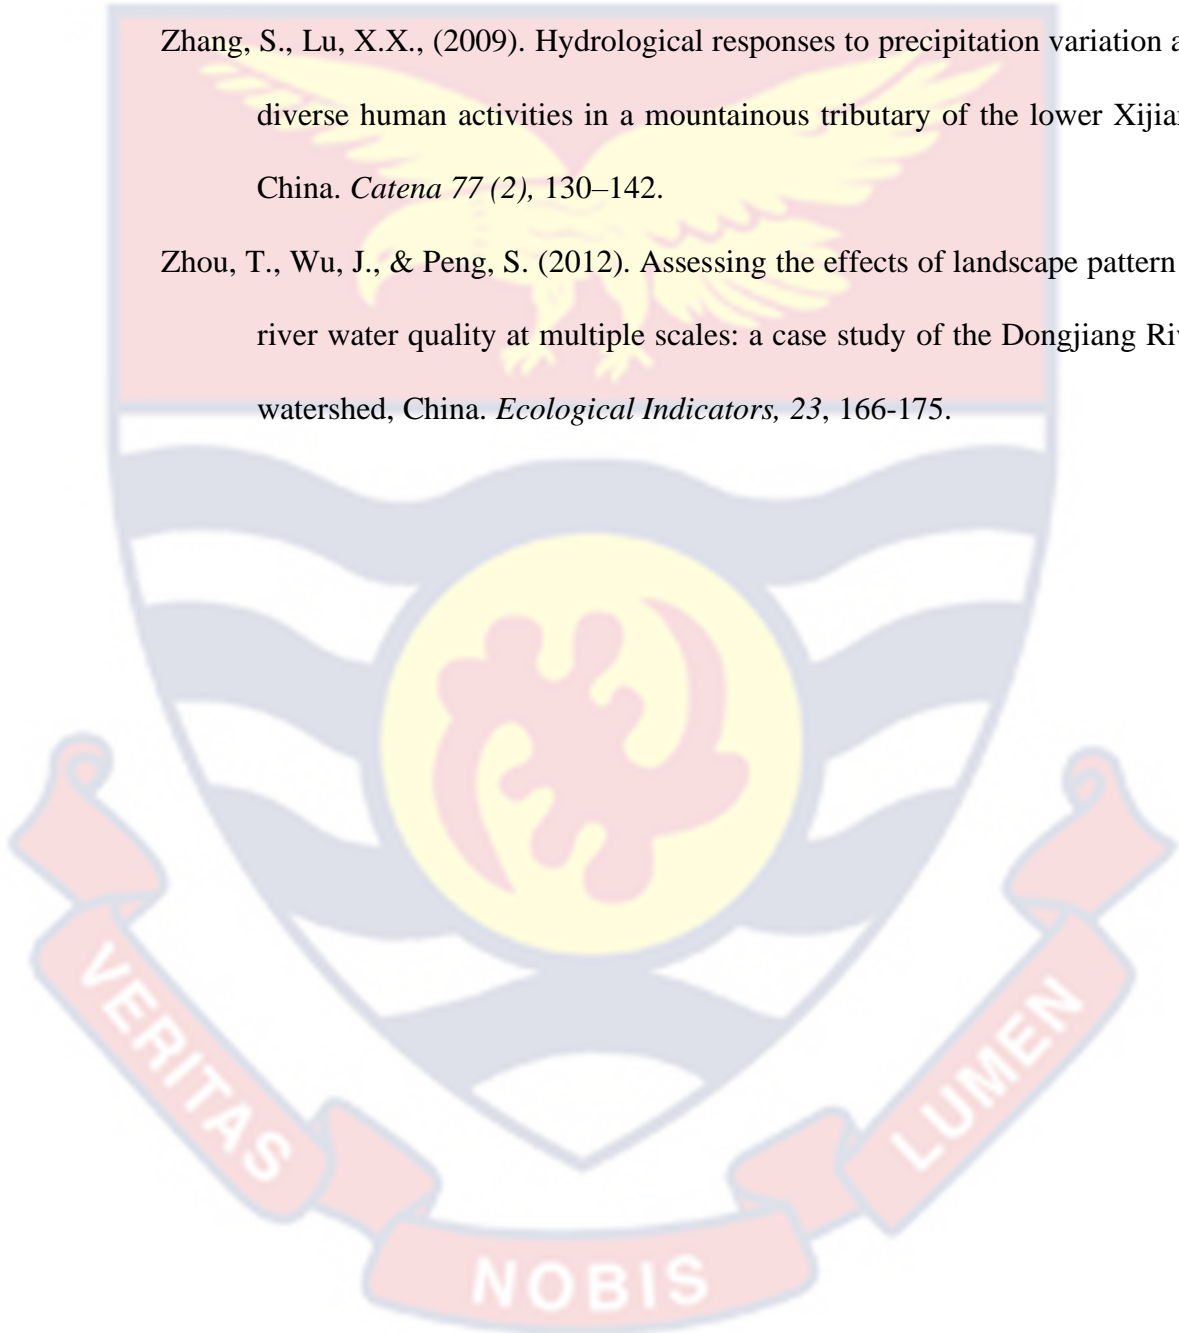 Zhang, S., Lu, X.X., (2009). Hydrological responses to precipitation variation a
diverse human activities in a mountainous tributary of the lower Xijia
China. Catena 77 (2), 130–142.
Zhou, T., Wu, J., & Peng, S. (2012). Assessing the effects of landscape pattern
river water quality at multiple scales: a case study of the Dongjiang Ri
watershed, China. Ecological Indicators, 23, 166-175.
VERITAS
NOBIS
LUMEN